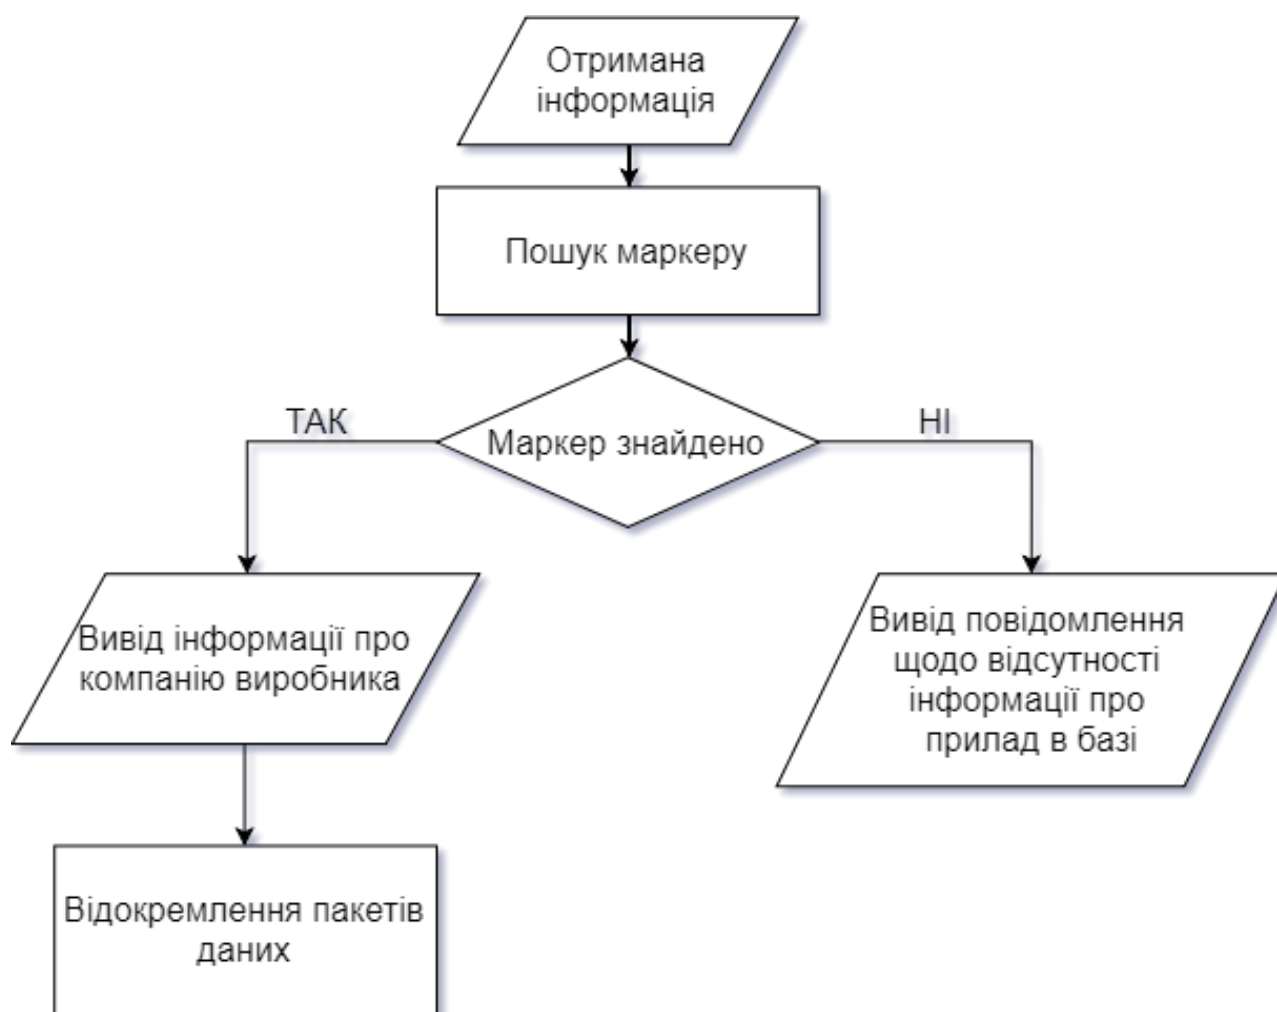 Отримана
інформація
Пошук маркеру
Маркер знайдено
ТАК
НІ
Вивід інформації про
компанію виробника
Вивід повідомлення
щодо відсутності
інформації про
прилад в базі
Відокремлення пакетів
даних